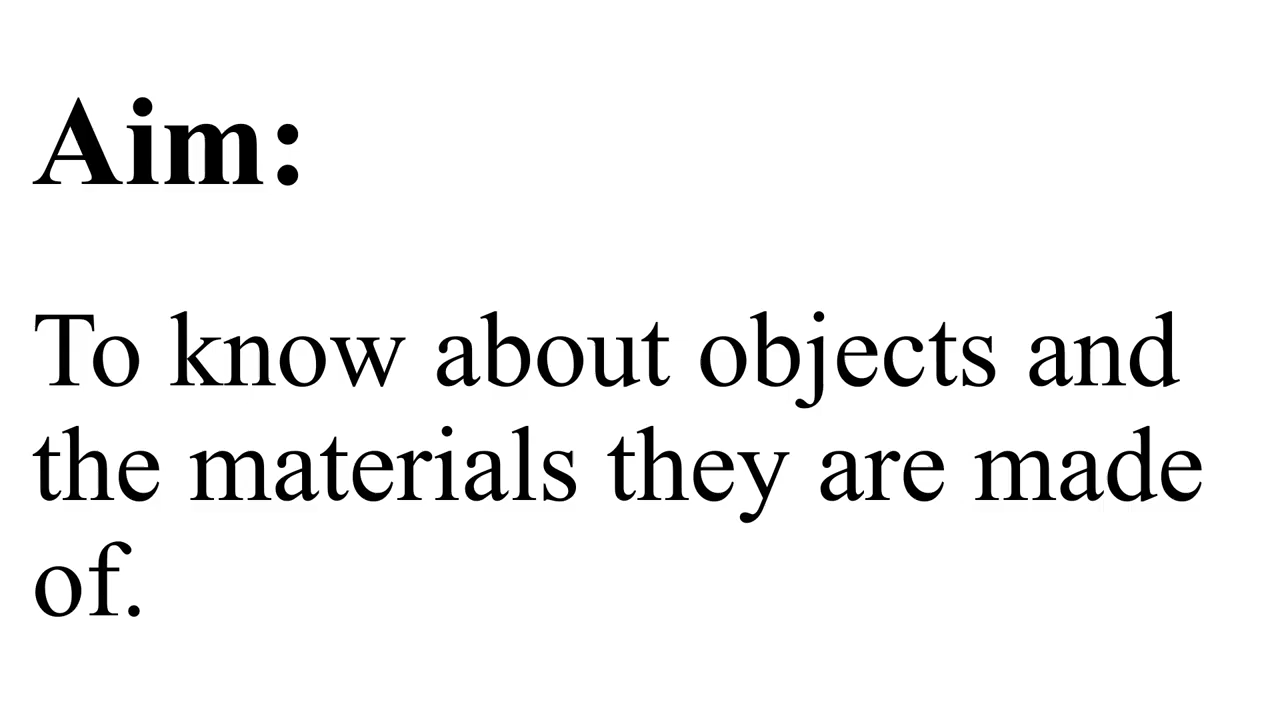 Aim:
To know about objects and
the materials they are made
of.